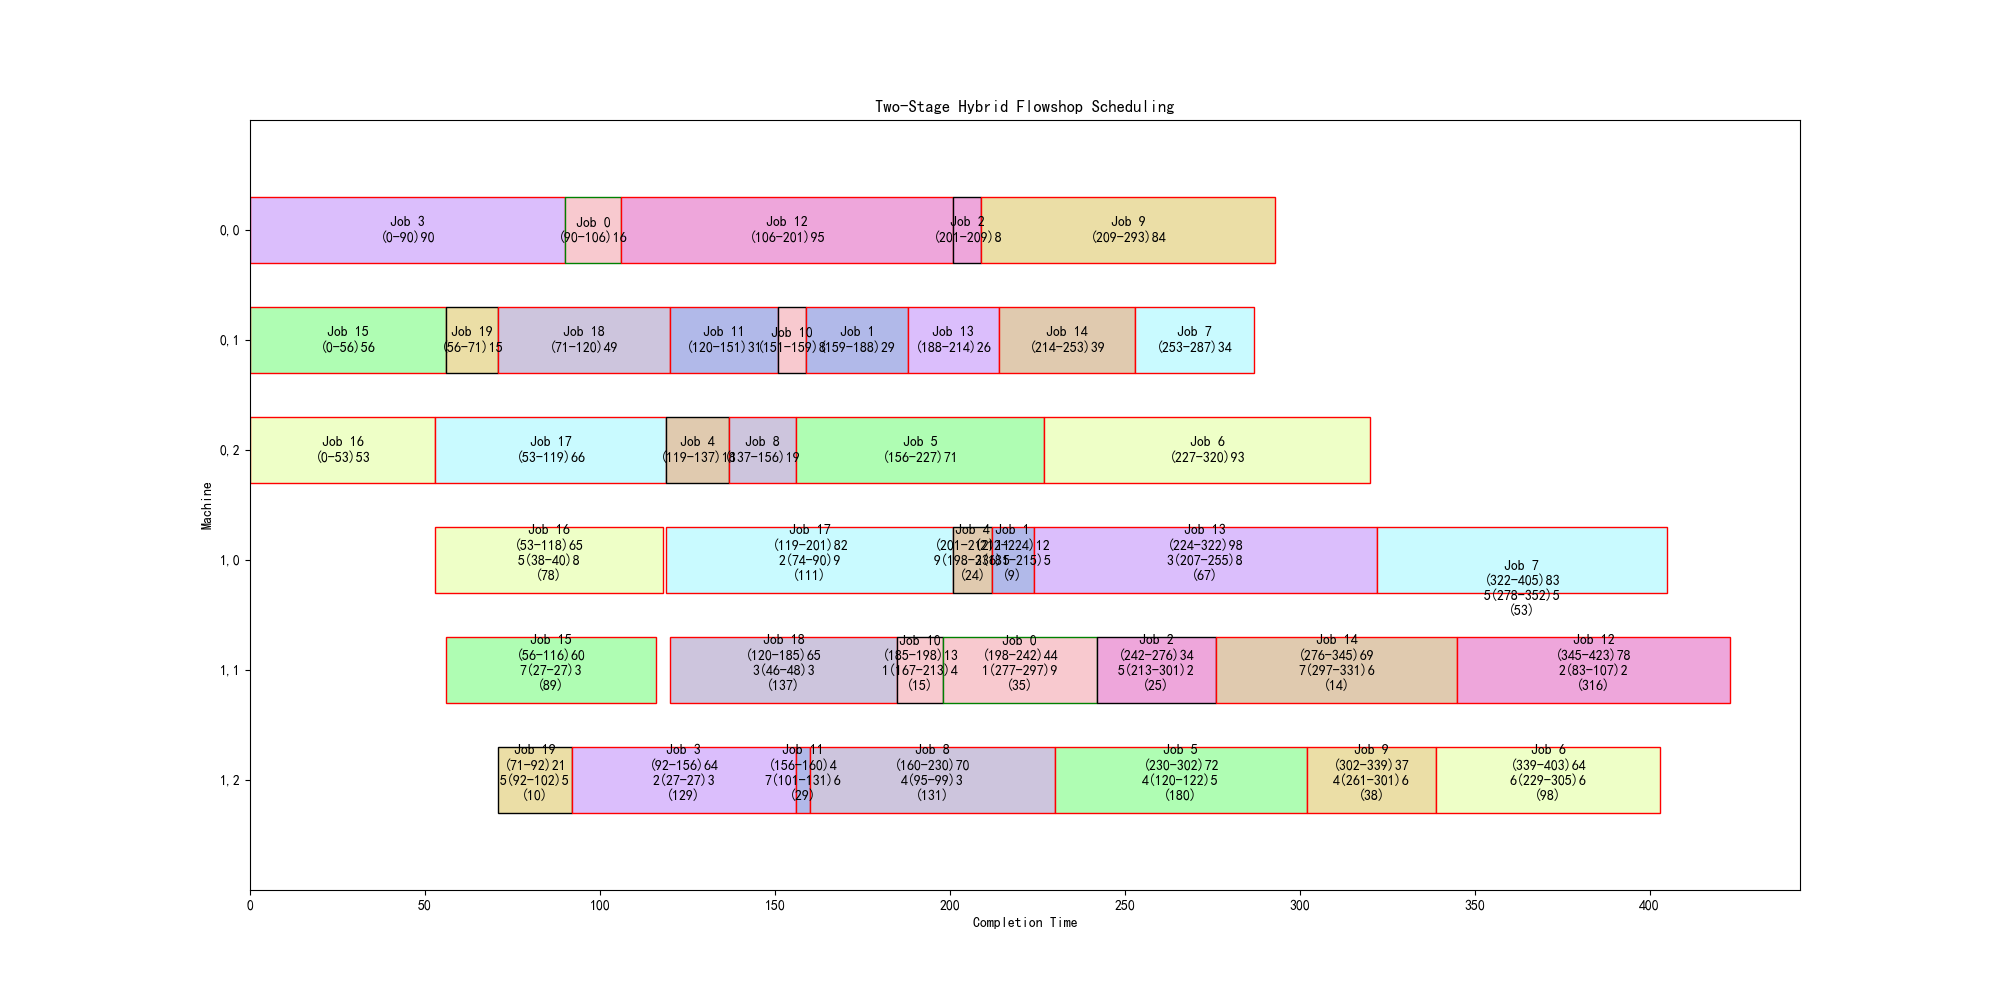 Two-Stage Hybrid Flowshop Scheduling
0,0
Job 3
(0-90)90
Job 0
(90-106)16
Job 12
(106-201)95
Job 2
(201-209)8
Job 9
(209-293)84
0,1
Job 15
(0-56)56
Job 19
(56-71)15
Job 18
(71-120)49
Job 11
(120-151)31
Job 10
(151-159)8
Job 1
(159-188)29
Job 13
(188-214)26
Job 14
(214-253)39
Job 7
(253-287)34
0,2
Job 16
(0-53)53
Job 17
(53-119)66
Job 4
(119-137)18
Job 8
(137-156)19
Job 5
(156-227)71
Job 6
(227-320)93
Machine
1,0
Job 16
(53-118)65
5(38-40)8
(78)
Job 17
(119-201)82
2(74-90)9
(111)
Job 4
(201-212)11
(24)
Job 1
(212-224)12
(9)
Job 13
(224-322)98
3(207-255)8
(67)
Job 7
(322-405)83
5(278-352)5
(53)
1,1
Job 15
(56-116)60
7(27-27)3
(89)
Job 18
(120-185)65
3(46-48)3
(137)
Job 10
(185-198)13
1(167-213)4
(15)
Job 0
(198-242)44
1(277-297)9
(35)
Job 2
(242-276)34
5(213-301)2
(25)
Job 14
(276-345)69
7(297-331)6
(14)
Job 12
(345-423)78
2(83-107)2
(316)
1,2
Job 19
(71-92)21
5(92-102)5
(10)
Job 3
(92-156)64
2(27-27)3
(129)
Job 11
(156-160)4
7(101-131)6
(29)
Job 8
(160-230)70
4(95-99)3
(131)
Job 5
(230-302)72
4(120-122)5
(180)
Job 9
(302-339)37
4(261-301)6
(38)
Job 6
(339-403)64
6(229-305)6
(98)
0
50
100
150
200
250
300
350
400
Completion Time